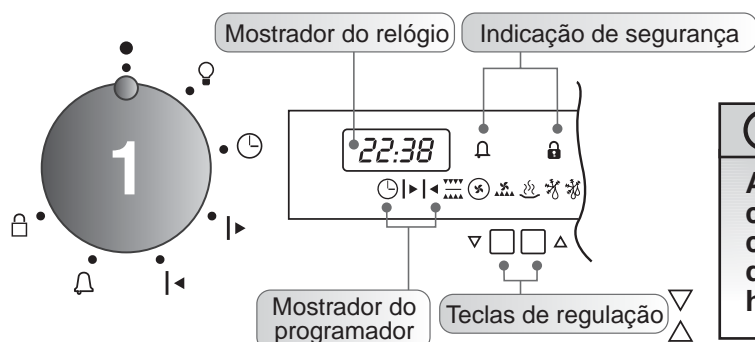 Mostrador do relógio
Indicação de segurança
1
22:38
Mostrador do
programador
Teclas de regulação